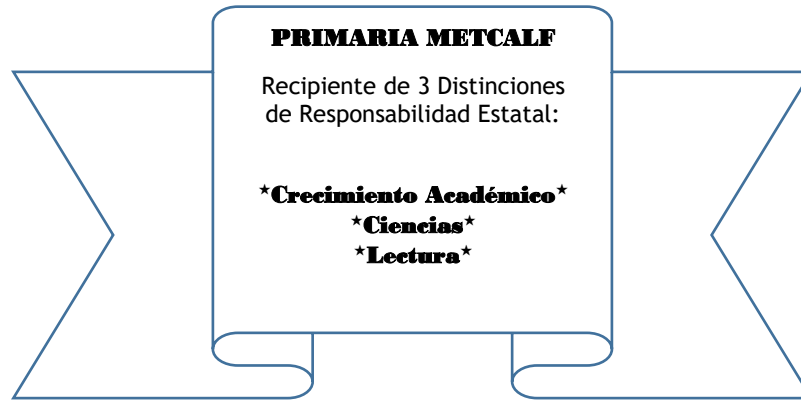 PRIMARIA METCALF
Recipiente de 3 Distinciones
de Responsabilidad Estatal:
*Crecimiento Académico*
*Ciencias*
*Lectura*